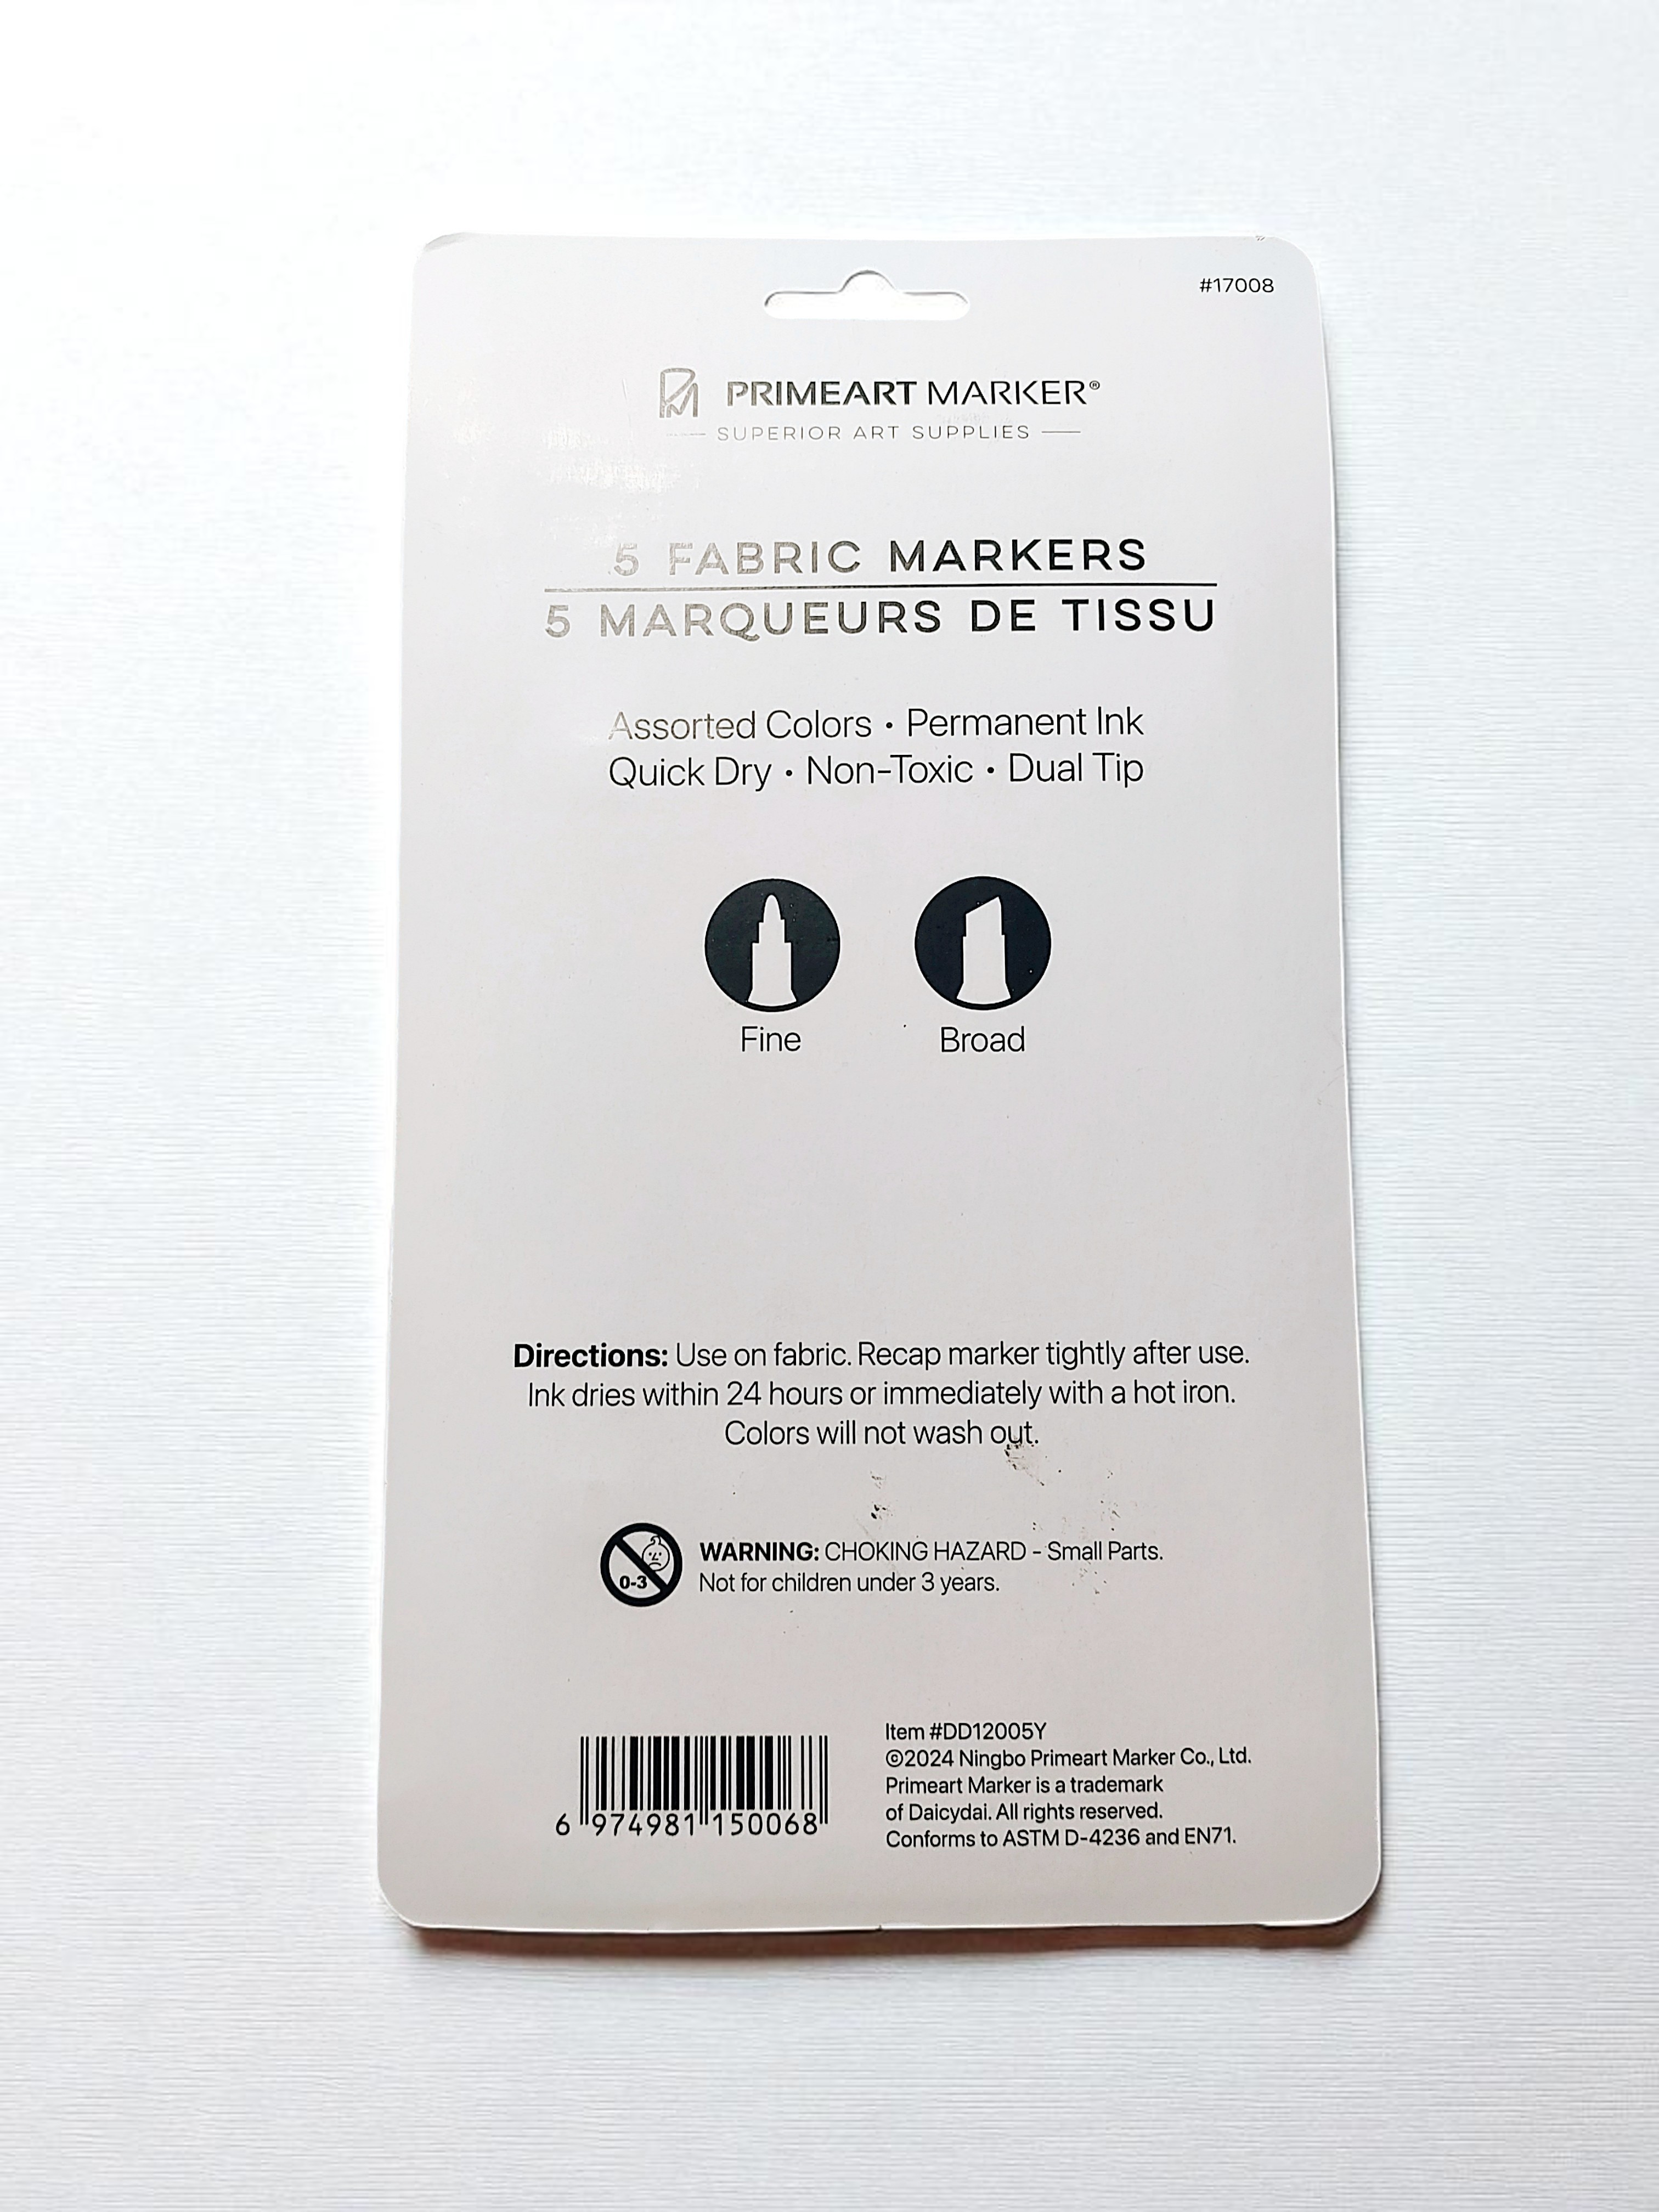 #17008
PRIMEART MARKER®
SUPERIOR ART SUPPLIES
5 FABRIC MARKERS
5 MARQUEURS DE TISSU
Assorted Colors • Permanent Ink
Quick Dry • Non-Toxic • Dual Tip
Fine Broad
Directions: Use on fabric. Recap marker tightly after use.
Ink dries within 24 hours or immediately with a hot iron.
Colors will not wash out.
0-3
WARNING: CHOKING HAZARD - Small Parts.
Not for children under 3 years.
6 974981 150068
Item #DD12005Y
©2024 Ningbo Primeart Marker Co., Ltd.
Primeart Marker is a trademark
of Daicydai. All rights reserved.
Conforms to ASTM D-4236 and EN71.